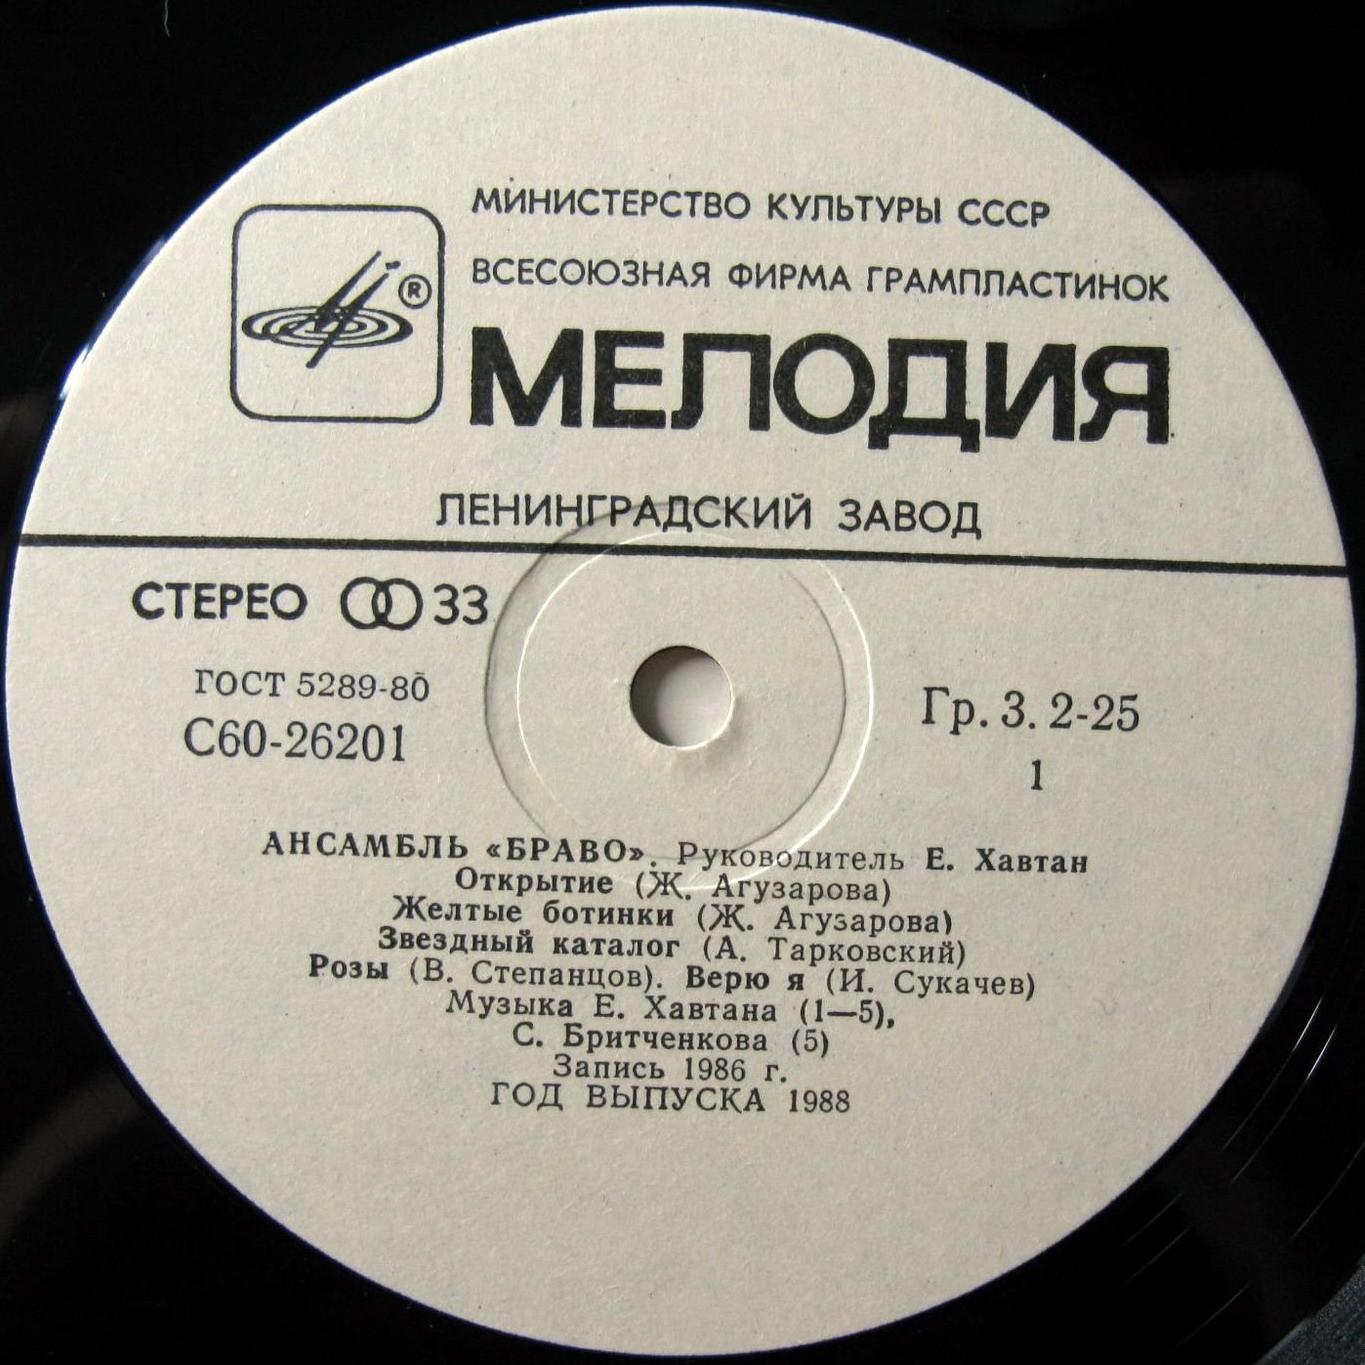 МИНИСТЕРСТВО КУЛЬТУРЫ СССР
ВСЕСОЮЗНАЯ ФИРМА ГРАМПЛАСТИНОК
®
МЕЛОДИЯ
ЛЕНИНГРАДСКИЙ ЗАВОД
СТЕРЕО 33
ГОСТ 5289-80
С60-26201
Гр. 3. 2-25
1
АНСАМБЛЬ «БРАВО». Руководитель Е. Хавтан
Открытие (Ж. Агузарова)
Желтые ботинки (Ж. Агузарова)
Звездный каталог (А. Тарковский)
Розы (В. Степанцов). Верю я (И. Сукачев)
Музыка Е. Хавтана (1—5),
С. Бритченкова (5)
Запись 1986 г.
ГОД ВЫПУСКА 1988